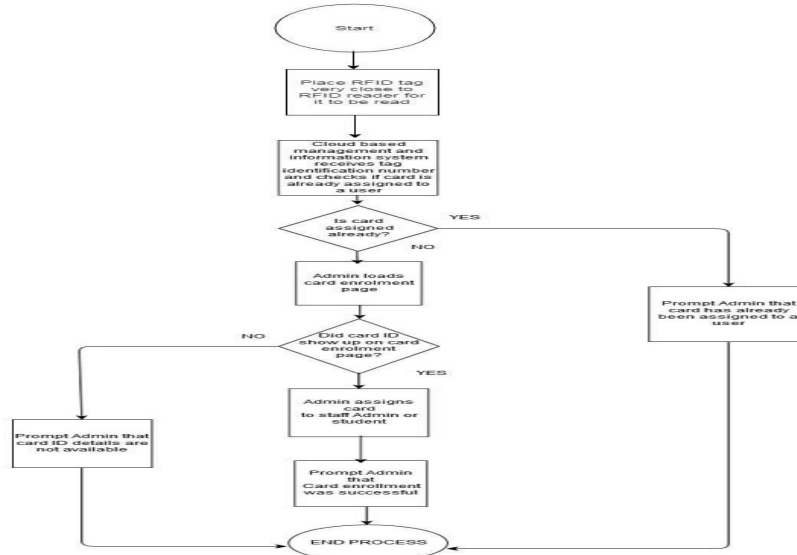 Start
Place RFID tag
very close to
RFID reader for
it to be read
Cloud based
management and
information system
receives tag
identification number
and checks if card is
already assigned to
a user
Is card
assigned
already?
YES
NO
Admin loads
card enrolment
page
Prompt Admin that
card has already
been assigned to a
user
Did card ID
show up on card
enrolment
page?
NO
YES
Admin assigns
card
to staff Admin or
student
Prompt Admin that
card ID details are
not available
Prompt Admin
that
Card enrollment
was successful
END PROCESS